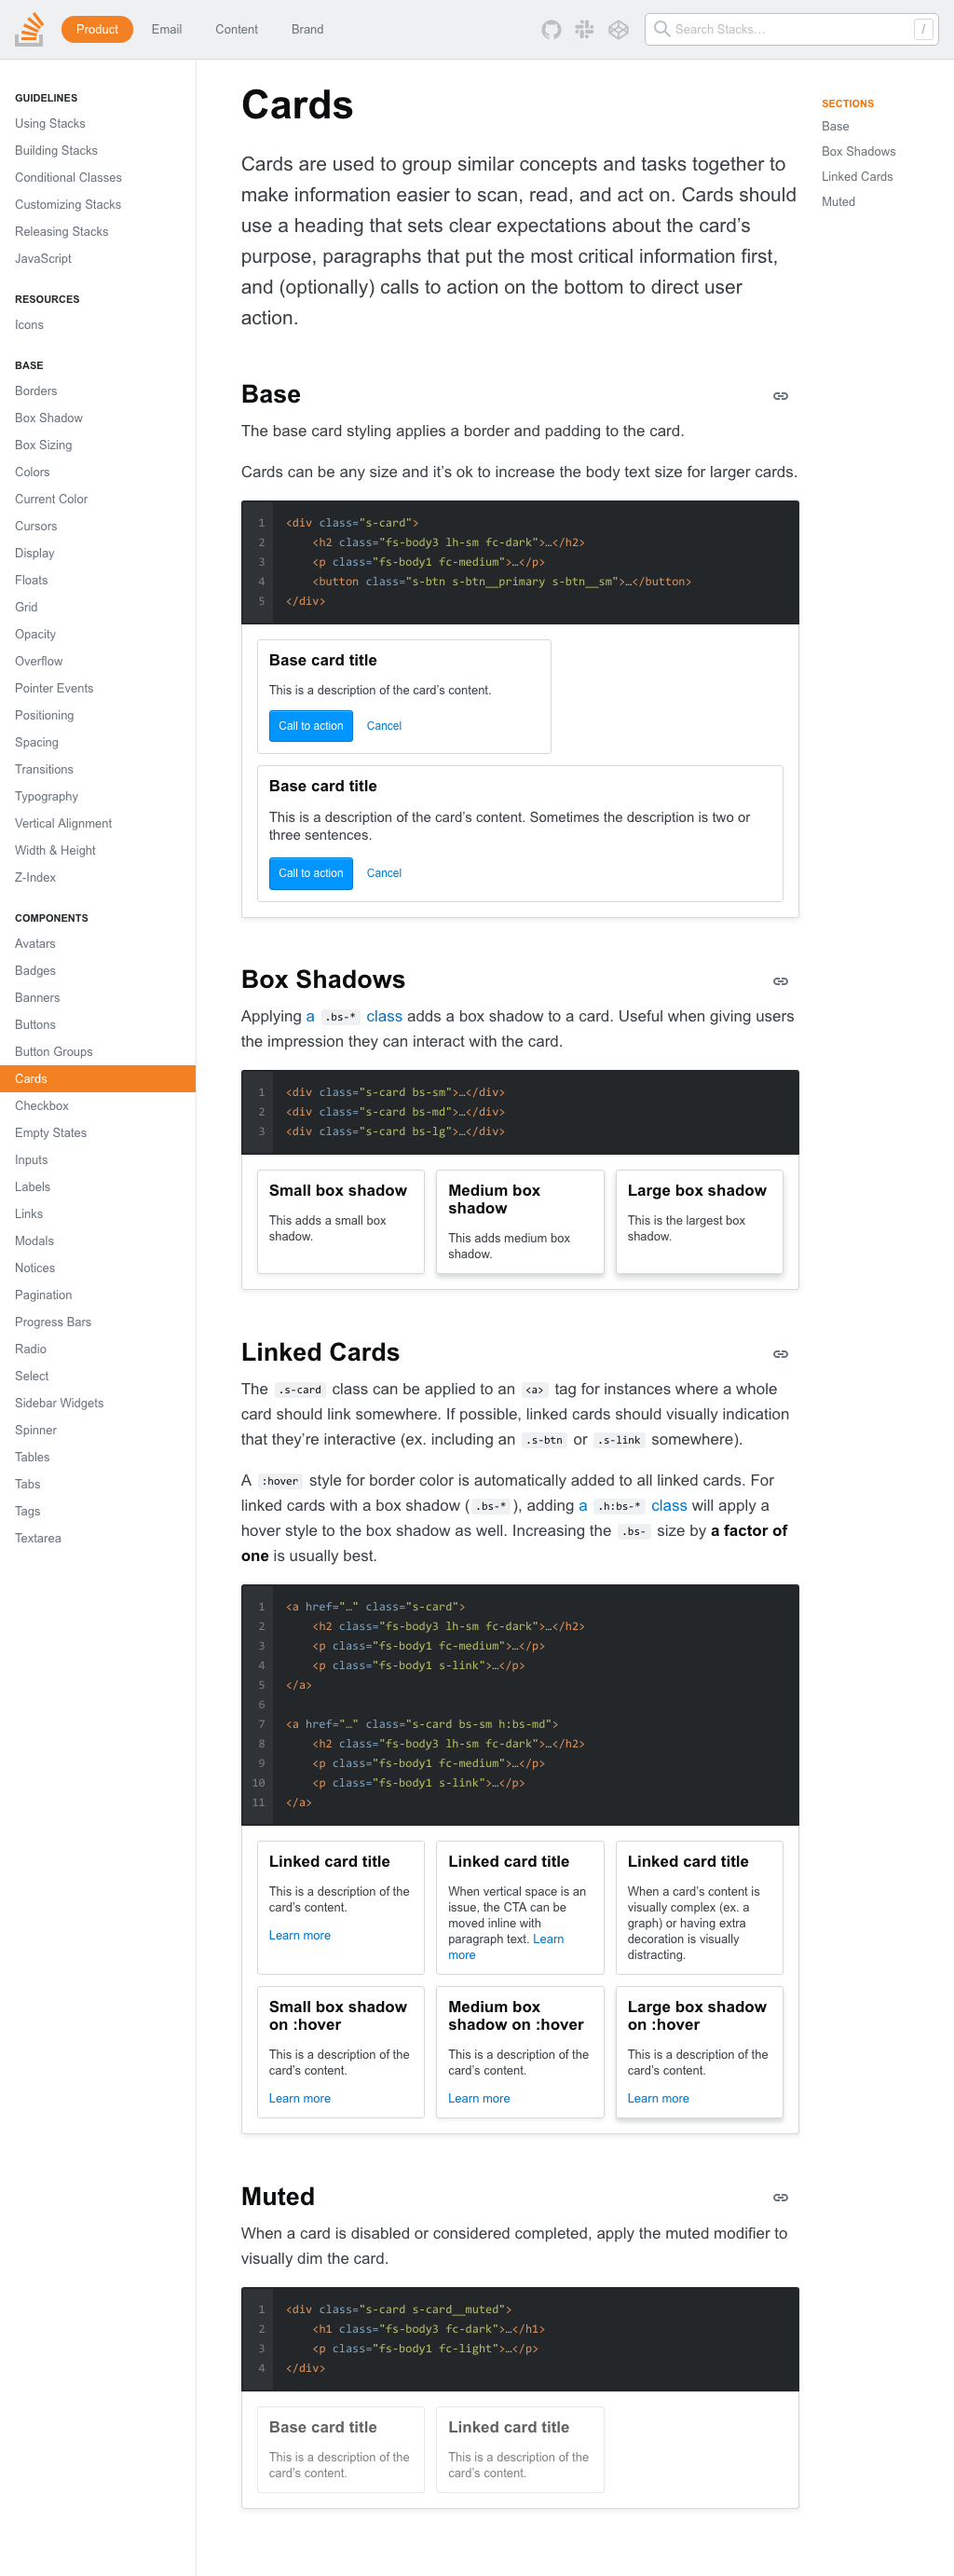 Product
Email
Content
Brand
Search Stacks…
/
GUIDELINES
Using Stacks
Building Stacks
Conditional Classes
Customizing Stacks
Releasing Stacks
JavaScript
RESOURCES
Icons
BASE
Borders
Box Shadow
Box Sizing
Colors
Current Color
Cursors
Display
Floats
Grid
Opacity
Overflow
Pointer Events
Positioning
Spacing
Transitions
Typography
Vertical Alignment
Width & Height
Z-Index
COMPONENTS
Avatars
Badges
Banners
Buttons
Button Groups
Cards
Checkbox
Empty States
Inputs
Labels
Links
Modals
Notices
Pagination
Progress Bars
Radio
Select
Sidebar Widgets
Spinner
Tables
Tabs
Tags
Textarea
Cards
Cards are used to group similar concepts and tasks together to
make information easier to scan, read, and act on. Cards should
use a heading that sets clear expectations about the card’s
purpose, paragraphs that put the most critical information first,
and (optionally) calls to action on the bottom to direct user
action.
SECTIONS
Base
Box Shadows
Linked Cards
Muted
Base
The base card styling applies a border and padding to the card.
Cards can be any size and it’s ok to increase the body text size for larger cards.
1 <div class="s-card">
2 <h2 class="fs-body3 lh-sm fc-dark">…</h2>
3 <p class="fs-body1 fc-medium">…</p>
4 <button class="s-btn s-btn__primary s-btn__sm">…</button>
5 </div>
Base card title
This is a description of the card’s content.
Call to action Cancel
Base card title
This is a description of the card’s content. Sometimes the description is two or
three sentences.
Call to action Cancel
Box Shadows
Applying a .bs-* class adds a box shadow to a card. Useful when giving users
the impression they can interact with the card.
1 <div class="s-card bs-sm">…</div>
2 <div class="s-card bs-md">…</div>
3 <div class="s-card bs-lg">…</div>
Small box shadow
This adds a small box
shadow.
Medium box
shadow
This adds medium box
shadow.
Large box shadow
This is the largest box
shadow.
Linked Cards
The .s-card class can be applied to an <a> tag for instances where a whole
card should link somewhere. If possible, linked cards should visually indication
that they’re interactive (ex. including an .s-btn or .s-link somewhere).
A :hover style for border color is automatically added to all linked cards. For
linked cards with a box shadow ( .bs-* ), adding a .h:bs-* class will apply a
hover style to the box shadow as well. Increasing the .bs- size by a factor of
one is usually best.
1 <a href="…" class="s-card">
2 <h2 class="fs-body3 lh-sm fc-dark">…</h2>
3 <p class="fs-body1 fc-medium">…</p>
4 <p class="fs-body1 s-link">…</p>
5 </a>
6
7 <a href="…" class="s-card bs-sm h:bs-md">
8 <h2 class="fs-body3 lh-sm fc-dark">…</h2>
9 <p class="fs-body1 fc-medium">…</p>
10 <p class="fs-body1 s-link">…</p>
11 </a>
Linked card title
This is a description of the
card’s content.
Learn more
Linked card title
When vertical space is an
issue, the CTA can be
moved inline with
paragraph text. Learn
more
Linked card title
When a card’s content is
visually complex (ex. a
graph) or having extra
decoration is visually
distracting.
Small box shadow
on :hover
This is a description of the
card’s content.
Learn more
Medium box
shadow on :hover
This is a description of the
card’s content.
Learn more
Large box shadow
on :hover
This is a description of the
card’s content.
Learn more
Muted
When a card is disabled or considered completed, apply the muted modifier to
visually dim the card.
1 <div class="s-card s-card__muted">
2 <h1 class="fs-body3 fc-dark">…</h1>
3 <p class="fs-body1 fc-light">…</p>
4 </div>
Base card title
This is a description of the
card’s content.
Linked card title
This is a description of the
card’s content.